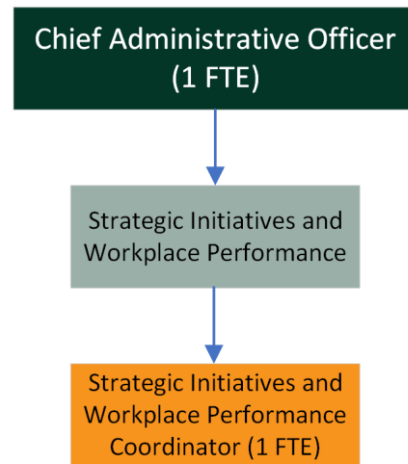 Chief Administrative Officer
(1 FTE)
Strategic Initiatives and
Workplace Performance
Strategic Initiatives and
Workplace Performance
Coordinator (1 FTE)